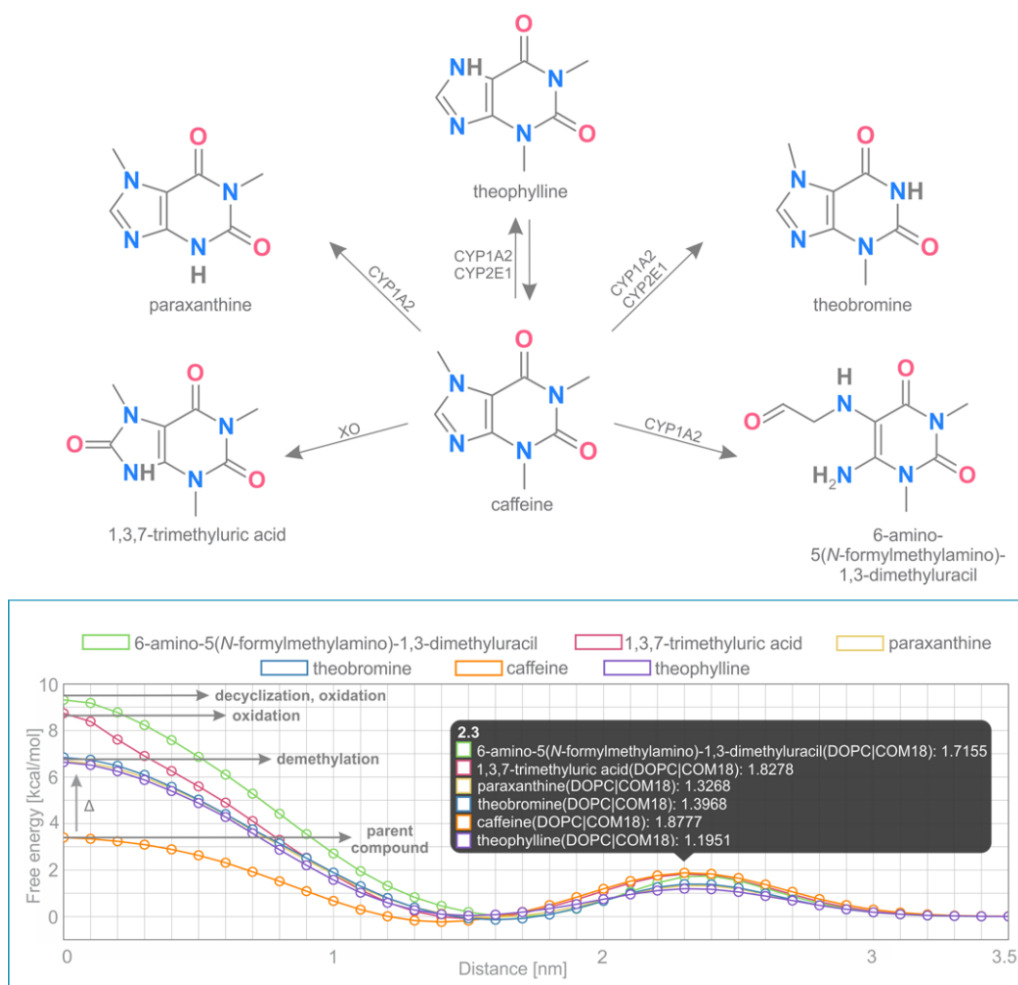 O
NH
N
N
N
O
theophylline
O
N
N
N
N
H
O
paraxanthine
O
N
NH
N
N
O
theobromine
CYP1A2
CYP1A2
CYP2E1
CYP1A2
CYP2E1
O
N
N
O
N
NH
O
1,3,7-trimethyluric acid
XO
O
N
N
N
N
O
caffeine
CYP1A2
H
N
O
O
N
H2N
N
O
6-amino-
5(N-formylmethylamino)-
1,3-dimethyluracil
6-amino-5(N-formylmethylamino)-1,3-dimethyluracil
1,3,7-trimethyluric acid
paraxanthine
theobromine
caffeine
theophylline
10
8
6
4
2
0
Free energy [kcal/mol]
decyclization, oxidation
oxidation
demethylation
Δ
parent
compound
2.3
6-amino-5(N-formylmethylamino)-1,3-dimethyluracil(DOPC|COM18): 1.7155
1,3,7-trimethyluric acid(DOPC|COM18): 1.8278
paraxanthine(DOPC|COM18): 1.3268
theobromine(DOPC|COM18): 1.3968
caffeine(DOPC|COM18): 1.8777
theophylline(DOPC|COM18): 1.1951
0
1
2
3
3.5
Distance [nm]